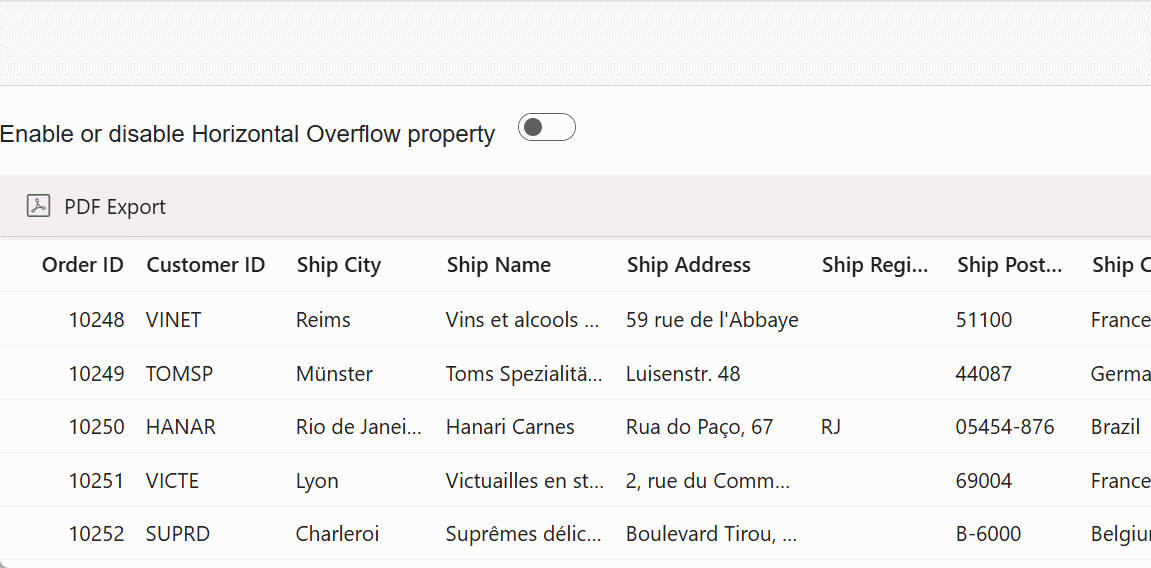 Enable or disable Horizontal Overflow property
PDF Export
Order ID Customer ID Ship City Ship Name Ship Address Ship Regi... Ship Post... Ship C
10248 VINET Reims Vins et alcools ... 59 rue de l'Abbaye 51100 France
10249 TOMSP Münster Toms Spezialitä... Luisenstr. 48 44087 Germa
10250 HANAR Rio de Janei... Hanari Carnes Rua do Paço, 67 RJ 05454-876 Brazil
10251 VICTE Lyon Victuailles en st... 2, rue du Comm... 69004 France
10252 SUPRD Charleroi Suprêmes délic... Boulevard Tirou, ... B-6000 Belgiu